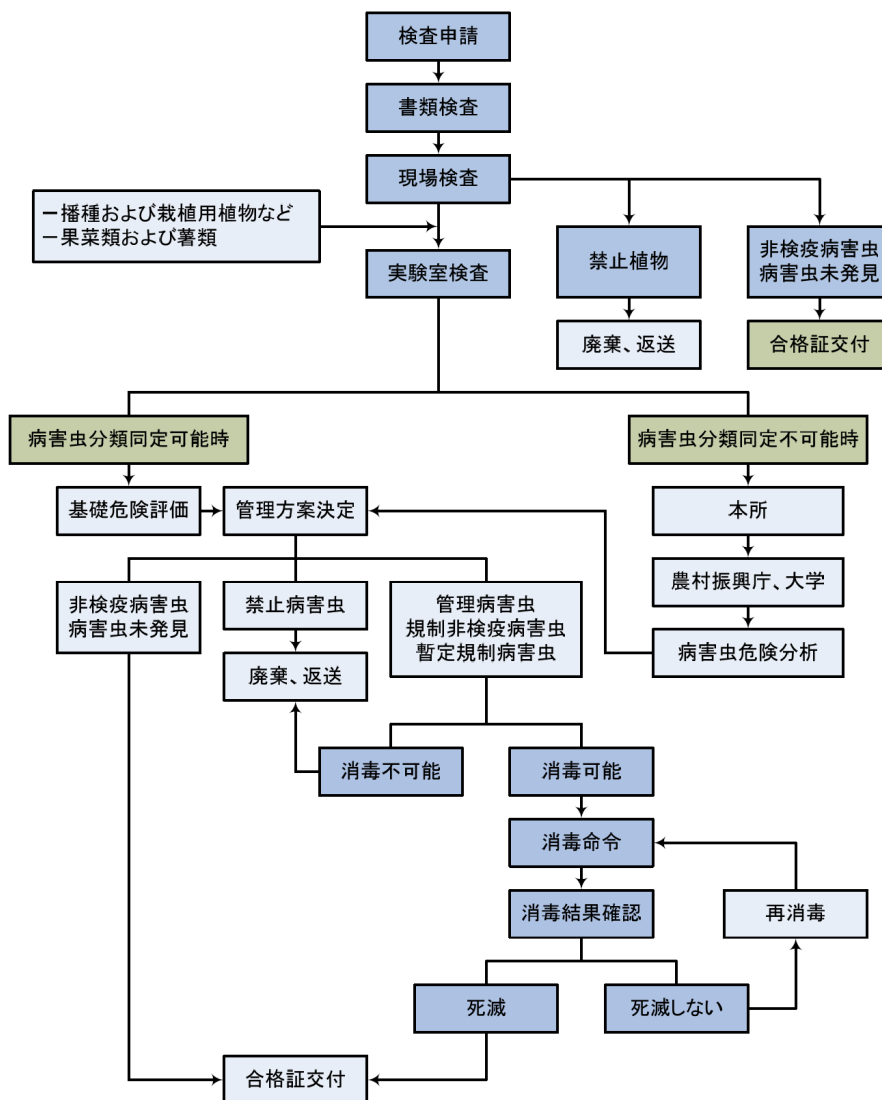 検査申請
書類検査
現場検査
－播種および栽植用植物など
－果菜類および薯類
実験室検査
禁止植物
非検疫病害虫
病害虫未発見
廃棄、返送
合格証交付
病害虫分類同定可能時
病害虫分類同定不可能時
基礎危険評価
管理方案決定
本所
農村振興庁、大学
病害虫危険分析
非検疫病害虫
病害虫未発見
禁止病害虫
管理病害虫
規制非検疫病害虫
暫定規制病害虫
廃棄、返送
消毒不可能
消毒可能
消毒命令
消毒結果確認
再消毒
死滅
死滅しない
合格証交付